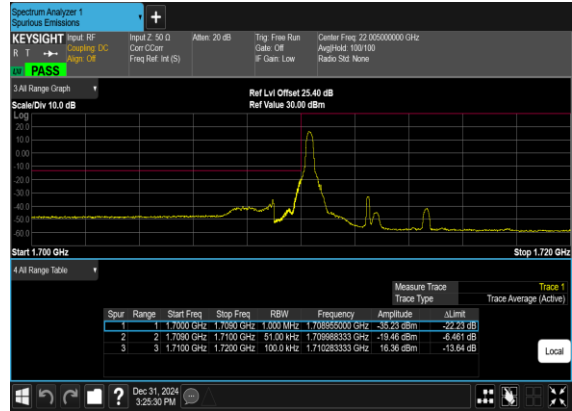 Spectrum Analyzer 1
Spurious Emissions
+
KEYSIGHT Input: RF
R T Coupling: DC
Align: Off
Input Z: 50 Ω
Corr CCorr
Freq Ref: Int (S)
Atten: 20 dB
Trig: Free Run
Gate: Off
IF Gain: Low
Center Freq: 22.005000000 GHz
Avg|Hold: 100/100
Radio Std: None
LW PASS
3 All Range Graph
Scale/Div 10.0 dB
Ref Lvl Offset 25.40 dB
Ref Value 30.00 dBm
Log
20.0
10.0
0.00
-10.0
-20.0
-30.0
-40.0
-50.0
-60.0
Start 1.700 GHz
Stop 1.720 GHz
4 All Range Table
Measure Trace Trace 1
Trace Type Trace Average (Active)
Spur Range Start Freq Stop Freq RBW Frequency Amplitude ΔLimit
1 1 1.7000 GHz 1.7090 GHz 1.000 MHz 1.708955000 GHz -35.23 dBm -22.23 dB
2 2 1.7090 GHz 1.7100 GHz 51.00 kHz 1.709988333 GHz -19.46 dBm -6.461 dB
3 3 1.7100 GHz 1.7200 GHz 100.0 kHz 1.710283333 GHz 16.36 dBm -13.64 dB
Local
?
Dec 31, 2024
3:25:30 PM